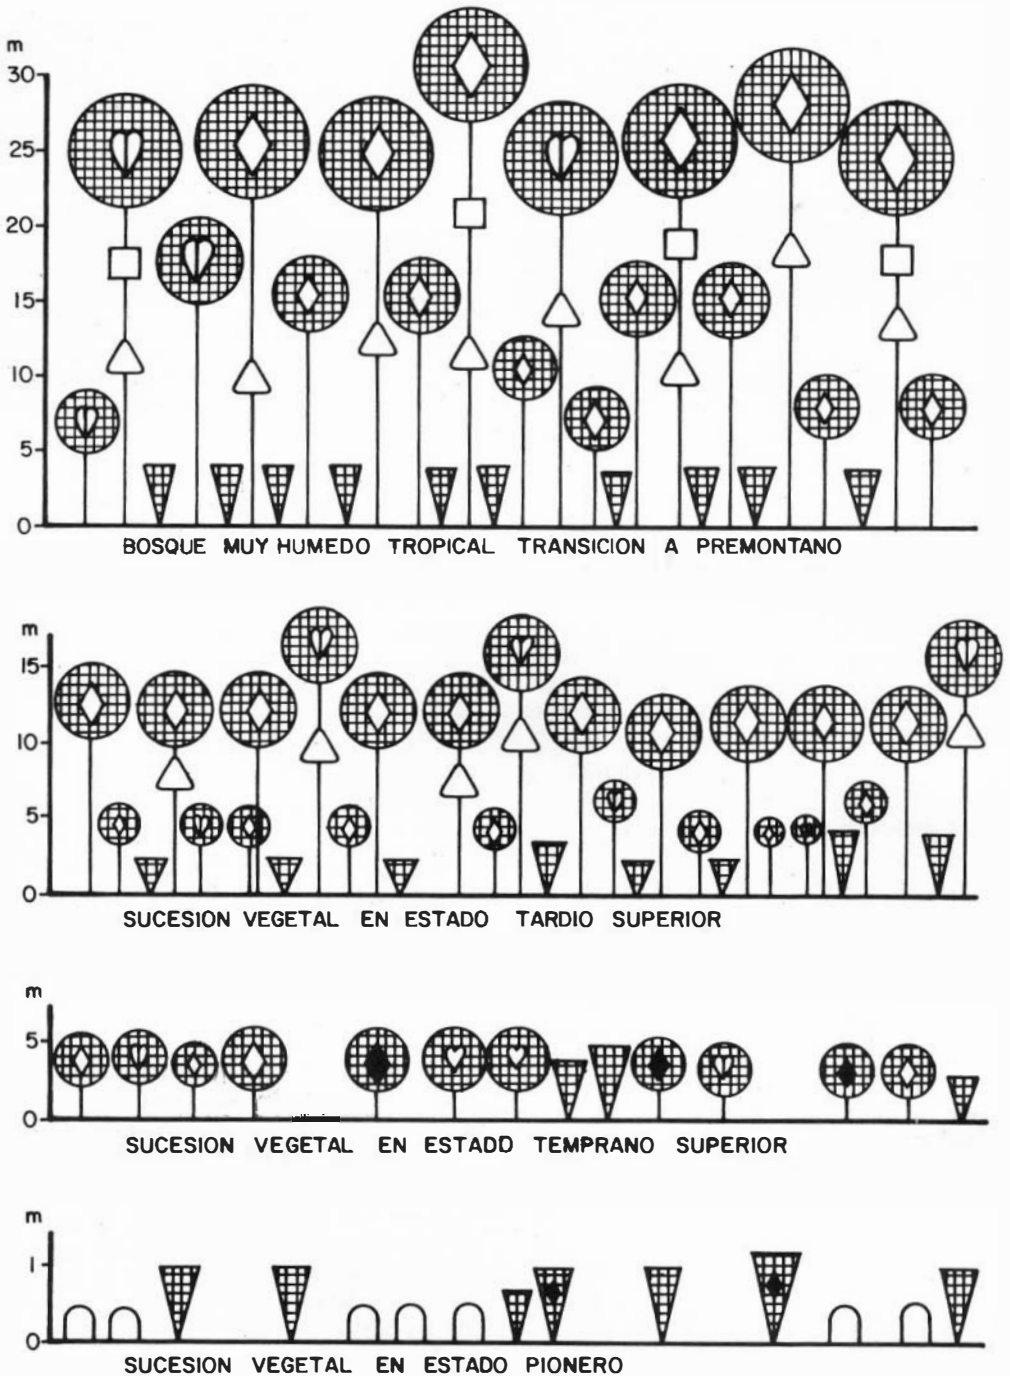 m
30
25
20
15
10
5
0
BOSQUE MUY HUMEDO TROPICAL TRANSICION A PREMONTANO
m
15
10
5
0
SUCESION VEGETAL EN ESTADO TARDIO SUPERIOR
m
5
0
SUCESION VEGETAL EN ESTADO TEMPRANO SUPERIOR
m
1
0
SUCESION VEGETAL EN ESTADO PIONERO